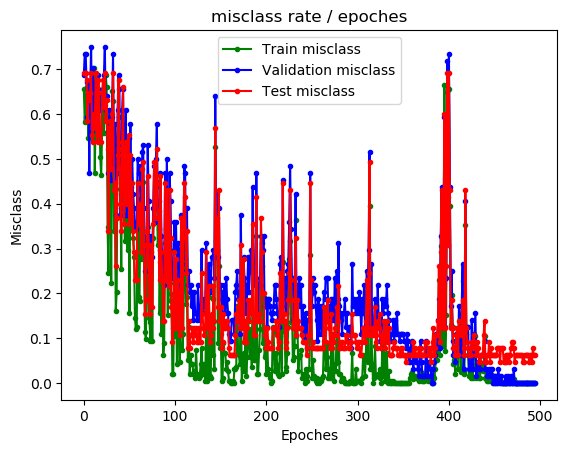 misclass rate / epoches
Train misclass
Validation misclass
Test misclass
Misclass
0.7
0.6
0.5
0.4
0.3
0.2
0.1
0.0
0 100 200 300 400 500
Epoches